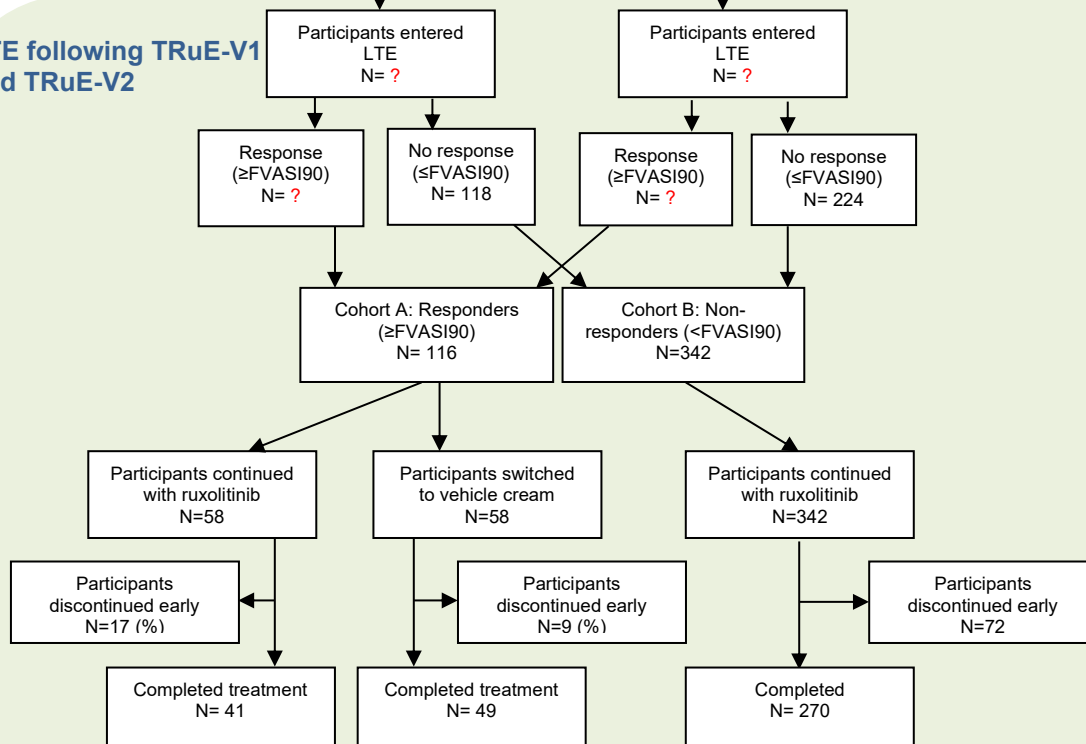 E following TRuE-V1
d TRuE-V2
Participants entered
LTE
N= ?
Participants entered
LTE
N= ?
Response
(≥FVASI90)
N= ?
No response
(≤FVASI90)
N= 118
Response
(≥FVASI90)
N= ?
No response
(≤FVASI90)
N= 224
Cohort A: Responders
(≥FVASI90)
N= 116
Cohort B: Non-
responders (<FVASI90)
N=342
Participants continued
with ruxolitinib
N=58
Participants switched
to vehicle cream
N=58
Participants continued
with ruxolitinib
N=342
Participants
discontinued early
N=17 (%)
Participants
discontinued early
N=9 (%)
Participants
discontinued early
N=72
Completed treatment
N= 41
Completed treatment
N= 49
Completed
N= 270